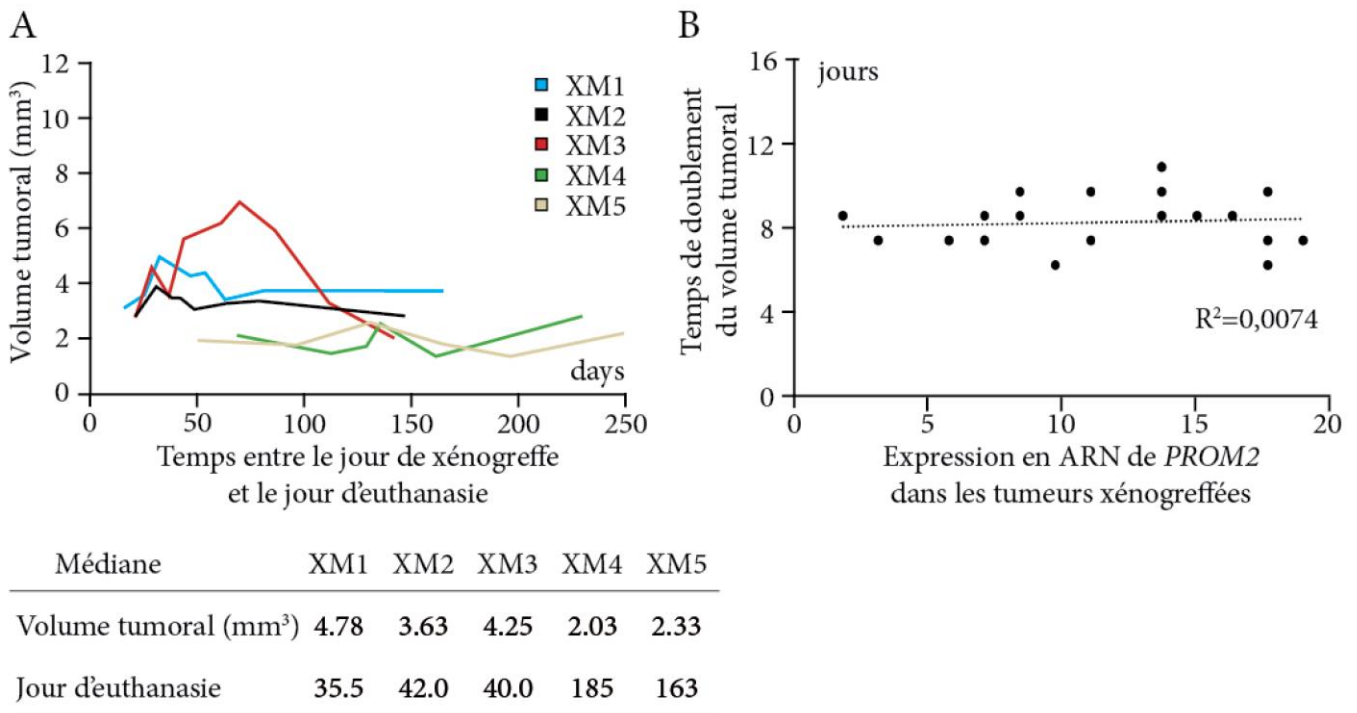 A
Volume tumoral (mm³)
12
10
8
6
4
2
0
XM1
XM2
XM3
XM4
XM5
days
0 50 100 150 200 250
Temps entre le jour de xénogreffe
et le jour d'euthanasie
B
Temps de doublement
du volume tumoral
16
12
8
4
0
jours
R²=0,0074
0 5 10 15 20
Expression en ARN de PROM2
dans les tumeurs xénogreffées
Médiane XM1 XM2 XM3 XM4 XM5
Volume tumoral (mm³) 4.78 3.63 4.25 2.03 2.33
Jour d'euthanasie 35.5 42.0 40.0 185 163